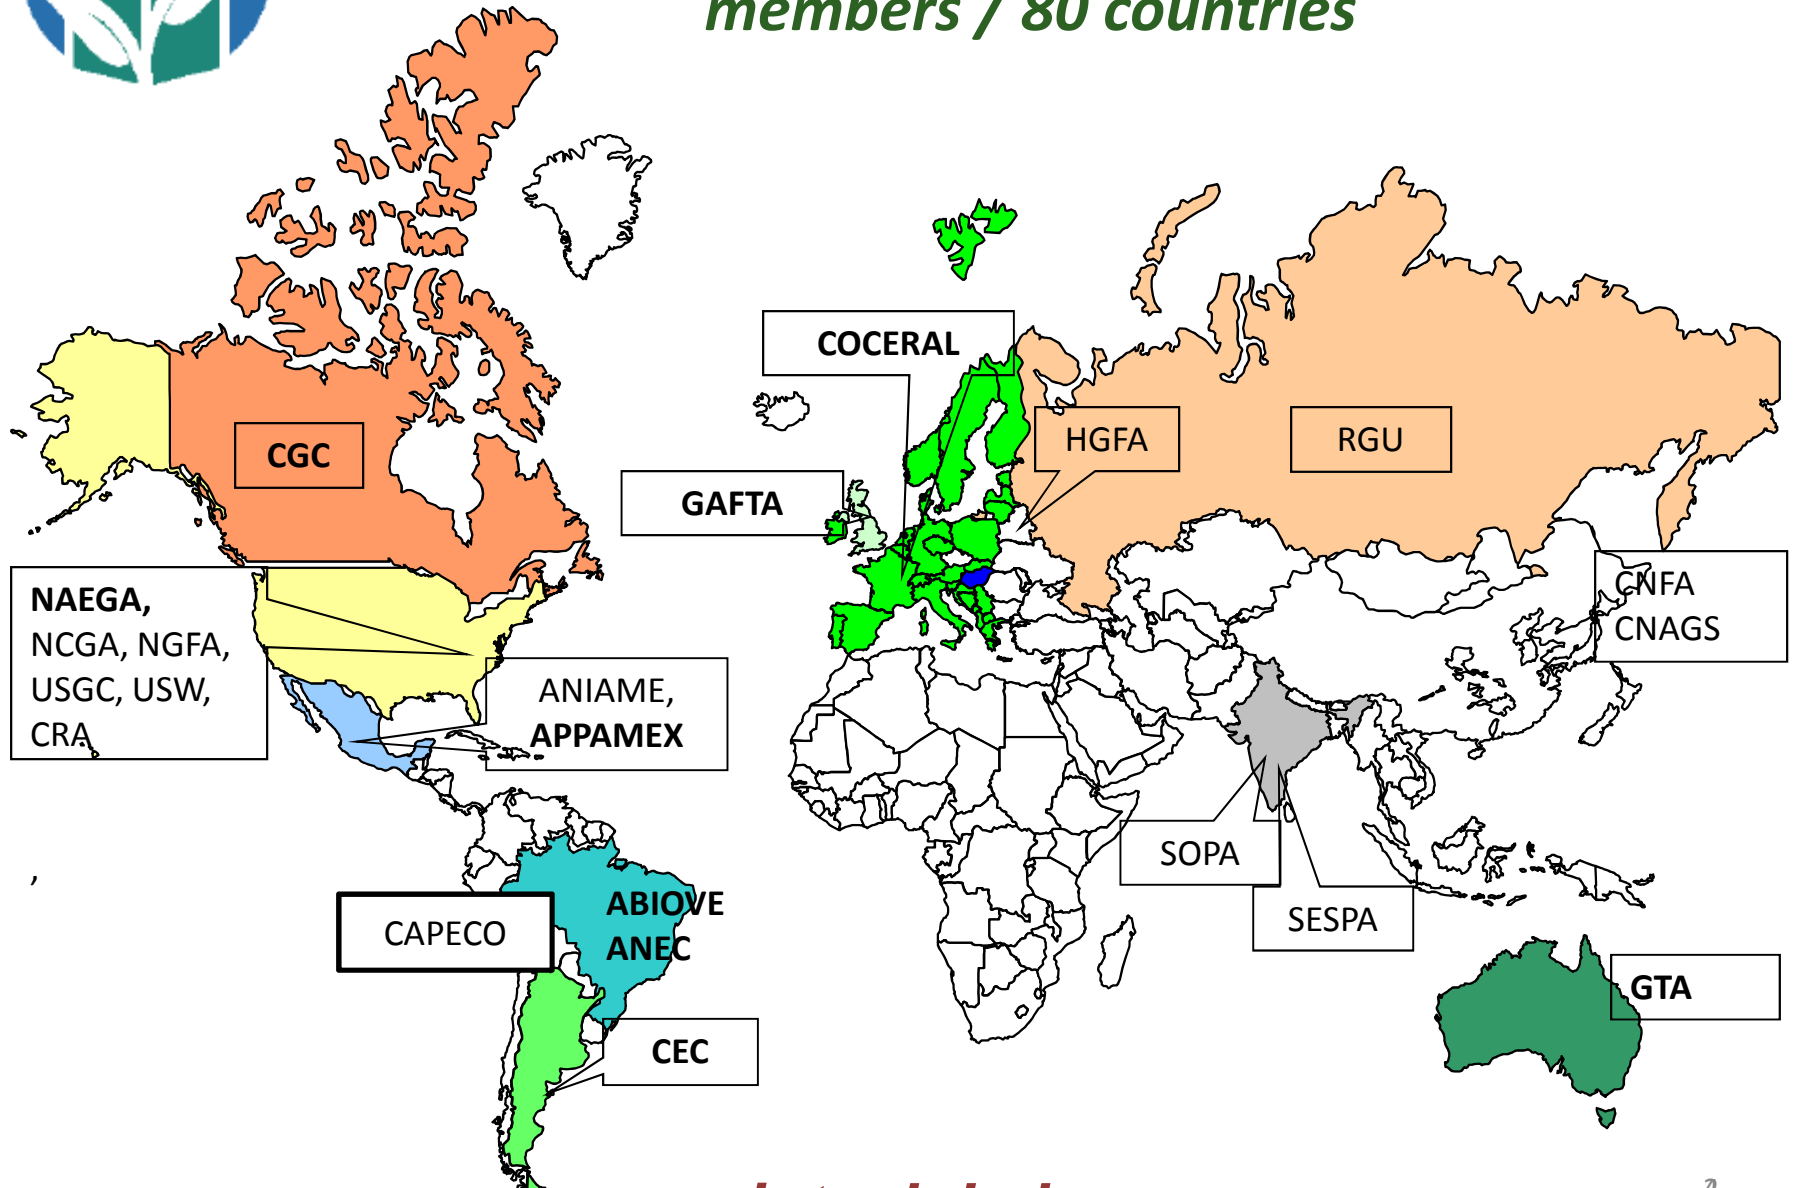 members / 80 countries
COCERAL
HGFA
RGU
CGC
GAFTA
CNFA
CNAGS
NAEGA,
NCGA, NGFA,
USGC, USW,
CRA
ANIAME,
APPAMEX
SOPA
,
ABIOVE
ANEC
CAPECO
SESPA
GTA
CEC